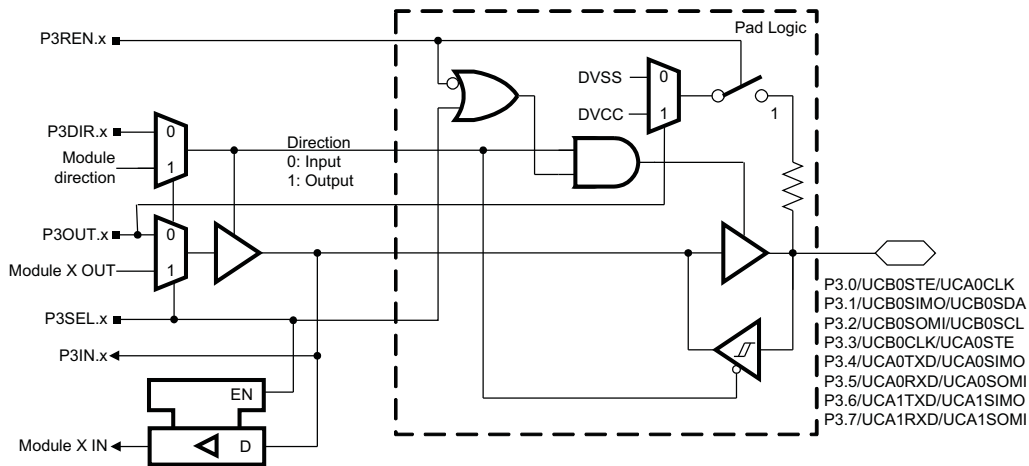 Pad Logic
P3REN.x
DVSS
0
DVCC
1
1
P3DIR.x
0
Module
direction
1
Direction
0: Input
1: Output
P3OUT.x
0
Module X OUT
1
P3SEL.x
P3IN.x
EN
Module X IN
D
P3.0/UCB0STE/UCA0CLK
P3.1/UCB0SIMO/UCB0SDA
P3.2/UCB0SOMI/UCB0SCL
P3.3/UCB0CLK/UCA0STE
P3.4/UCA0TXD/UCA0SIMO
P3.5/UCA0RXD/UCA0SOMI
P3.6/UCA1TXD/UCA1SIMO
P3.7/UCA1RXD/UCA1SOMI